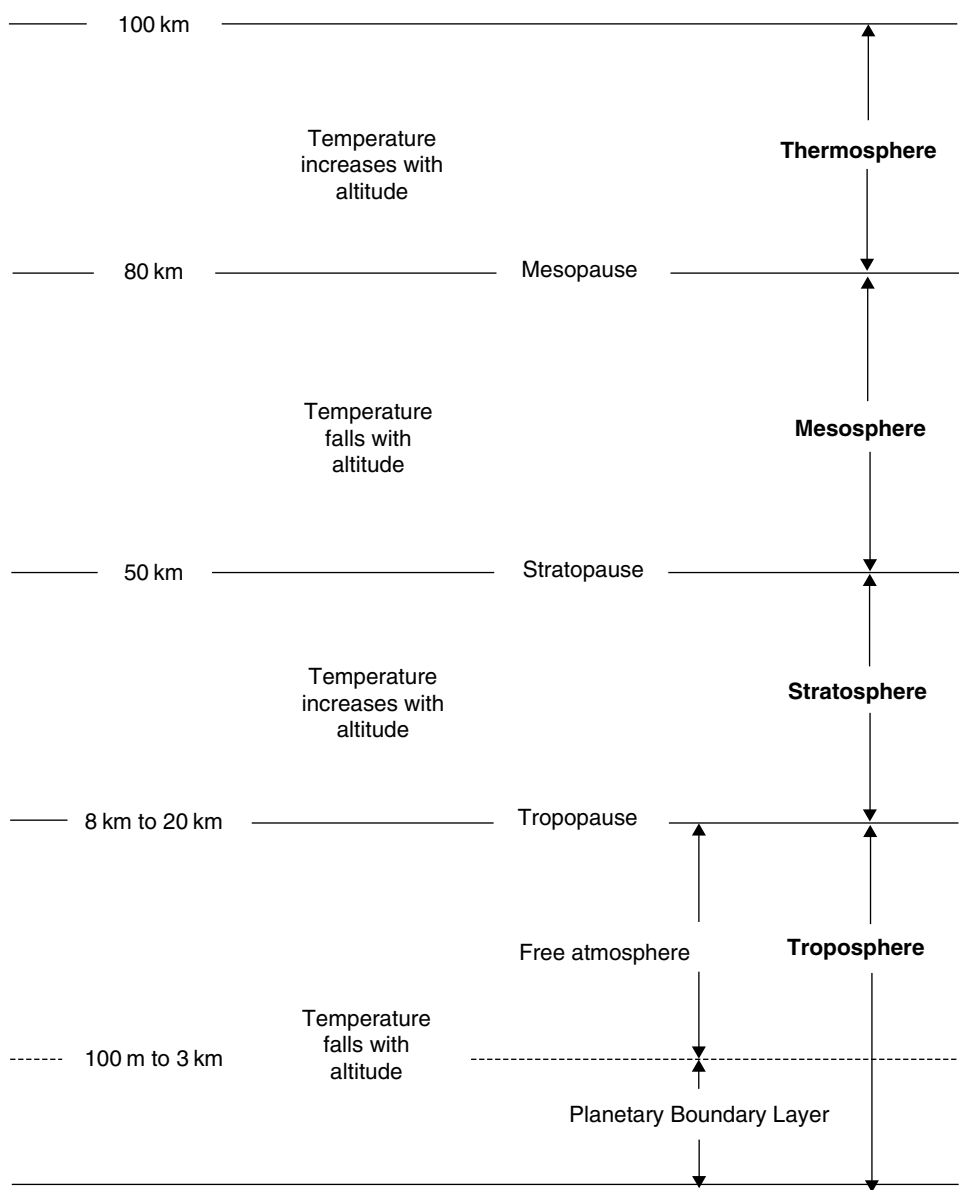 100 km
Temperature
increases with
altitude
Thermosphere
80 km
Mesopause
Temperature
falls with
altitude
Mesosphere
50 km
Stratopause
Temperature
increases with
altitude
Stratosphere
8 km to 20 km
Tropopause
Free atmosphere
Troposphere
Temperature
falls with
altitude
100 m to 3 km
Planetary Boundary Layer